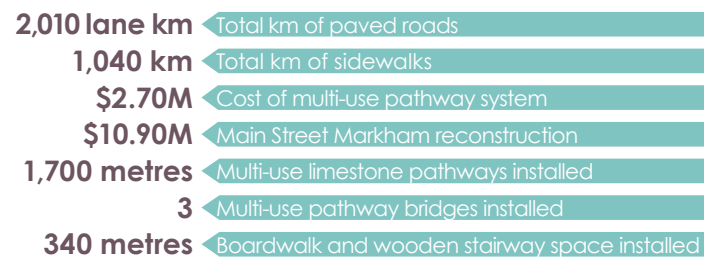 2,010 lane km Total km of paved roads
1,040 km Total km of sidewalks
$2.70M Cost of multi-use pathway system
$10.90M Main Street Markham reconstruction
1,700 metres Multi-use limestone pathways installed
3 Multi-use pathway bridges installed
340 metres Boardwalk and wooden stairway space installed